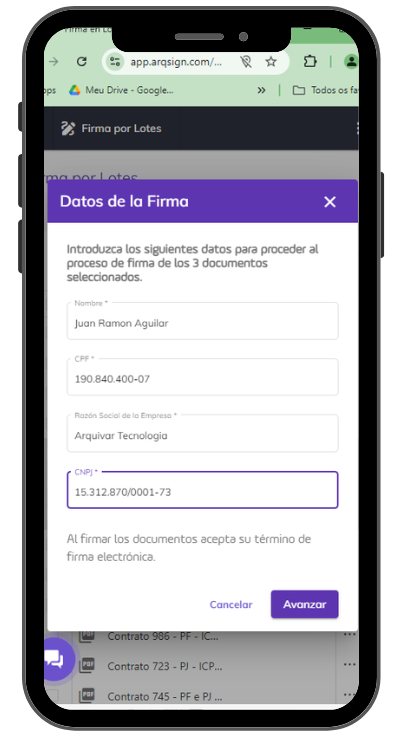 Firma en Lo
app.arqsign.com/...
ops
Meu Drive - Google...
»
Todos os fa
Firma por Lotes
rma por Lotes
Datos de la Firma
Introduzca los siguientes datos para proceder al
proceso de firma de los 3 documentos
seleccionados.
Nombre *
Juan Ramon Aguilar
CPF *
190.840.400-07
Razón Social de la Empresa *
Arquivar Tecnologia
CNPJ *
15.312.870/0001-73
Al firmar los documentos acepta su término de
firma electrónica.
Cancelar
Avanzar
PDF
Contrato 986 - PF - IC...
PDF
Contrato 723 - PJ - ICP...
PDF
Contrato 745 - PF e PJ ...